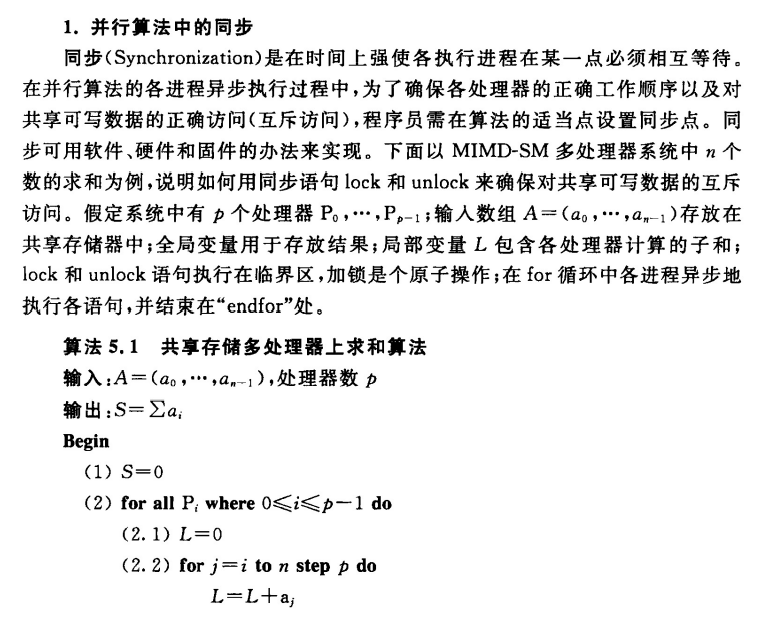 1. 并行算法中的同步
同步(Synchronization)是在时间上强使各执行进程在某一点必须相互等待。
在并行算法的各进程异步执行过程中,为了确保各处理器的正确工作顺序以及对
共享可写数据的正确访问(互斥访问),程序员需在算法的适当点设置同步点。同
步可用软件、硬件和固件的办法来实现。下面以 MIMD-SM 多处理器系统中 n 个
数的求和为例,说明如何用同步语句 lock 和 unlock 来确保对共享可写数据的互斥
访问。假定系统中有 p 个处理器 P₀,⋯,Pₚ₋₁;输入数组 A=(a₀,⋯,aₙ₋₁)存放在
共享存储器中;全局变量用于存放结果;局部变量 L 包含各处理器计算的子和;
lock 和 unlock 语句执行在临界区,加锁是个原子操作;在 for 循环中各进程异步地
执行各语句,并结束在“endfor”处。
算法 5.1 共享存储多处理器上求和算法
输入:A=(a₀,⋯,aₙ₋₁),处理器数 p
输出:S=∑aᵢ
Begin
(1) S=0
(2) for all Pᵢ where 0⩽i⩽p−1 do
(2.1) L=0
(2.2) for j=i to n step p do
L=L+aⱼ